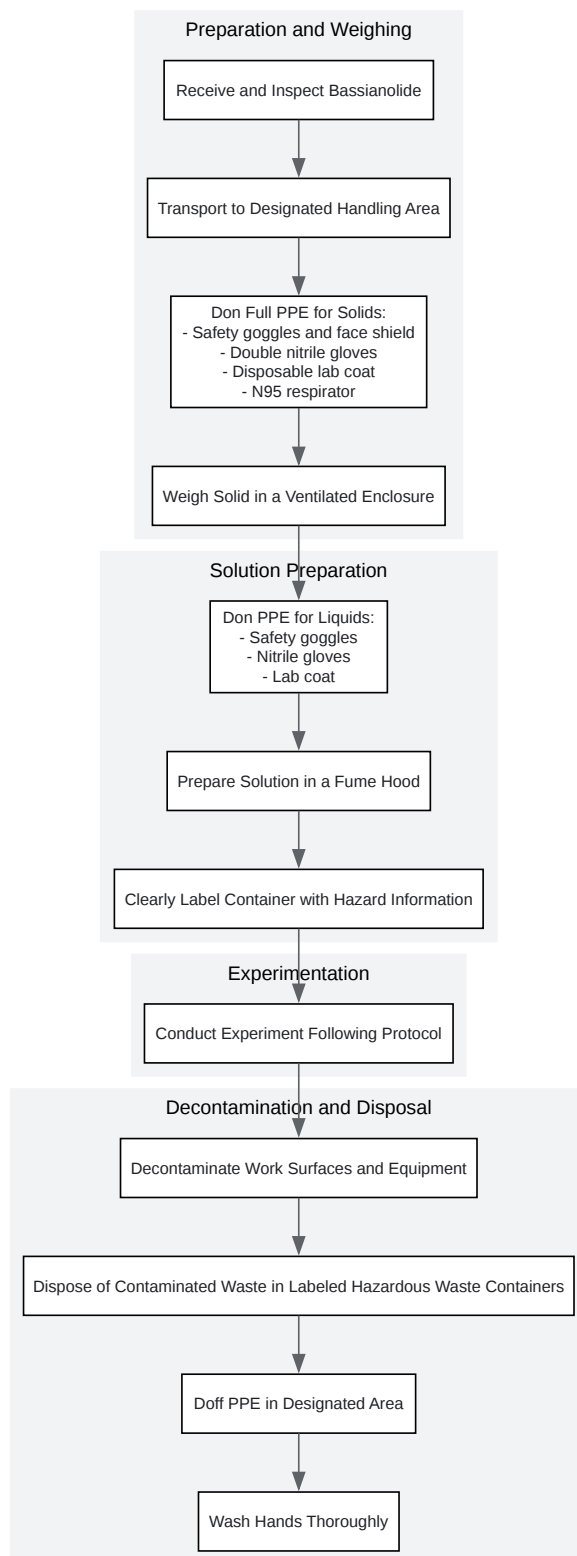 Preparation and Weighing
Receive and Inspect Bassianolide
Transport to Designated Handling Area
Don Full PPE for Solids:
- Safety goggles and face shield
- Double nitrile gloves
- Disposable lab coat
- N95 respirator
Weigh Solid in a Ventilated Enclosure
Solution Preparation
Don PPE for Liquids:
- Safety goggles
- Nitrile gloves
- Lab coat
Prepare Solution in a Fume Hood
Clearly Label Container with Hazard Information
Experimentation
Conduct Experiment Following Protocol
Decontamination and Disposal
Decontaminate Work Surfaces and Equipment
Dispose of Contaminated Waste in Labeled Hazardous Waste Containers
Doff PPE in Designated Area
Wash Hands Thoroughly